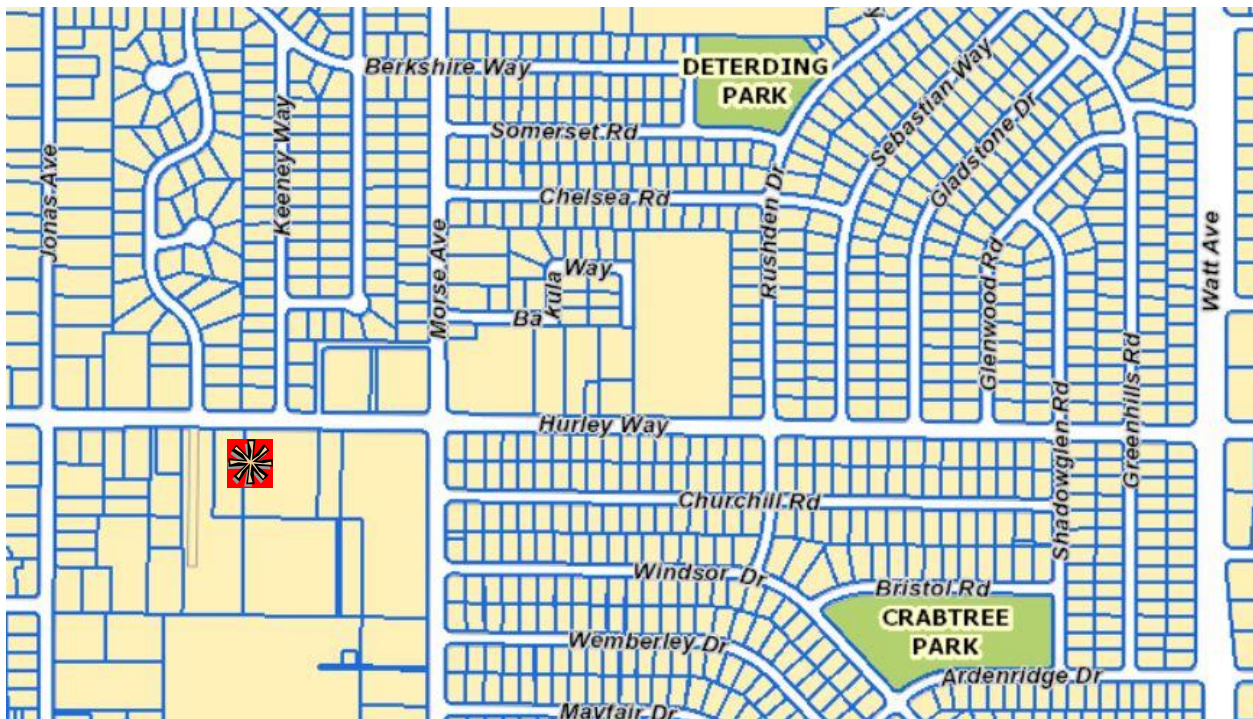 Berkshire Way
DETERDING
PARK
Somerset Rd
Sebastian Way
Gladstone Dr
Keeney Way
Jonas Ave
Chelsea Rd
Rushden Dr
Morse Ave
Way
kula
Ba
Glenwood Rd
Watt Ave
Greenhills Rd
Shadowglen Rd
Hurley Way
Churchill Rd
Windsor Dr
Bristol Rd
CRABTREE
PARK
Wemberley Dr
Ardenridge Dr
Mayfair Dr